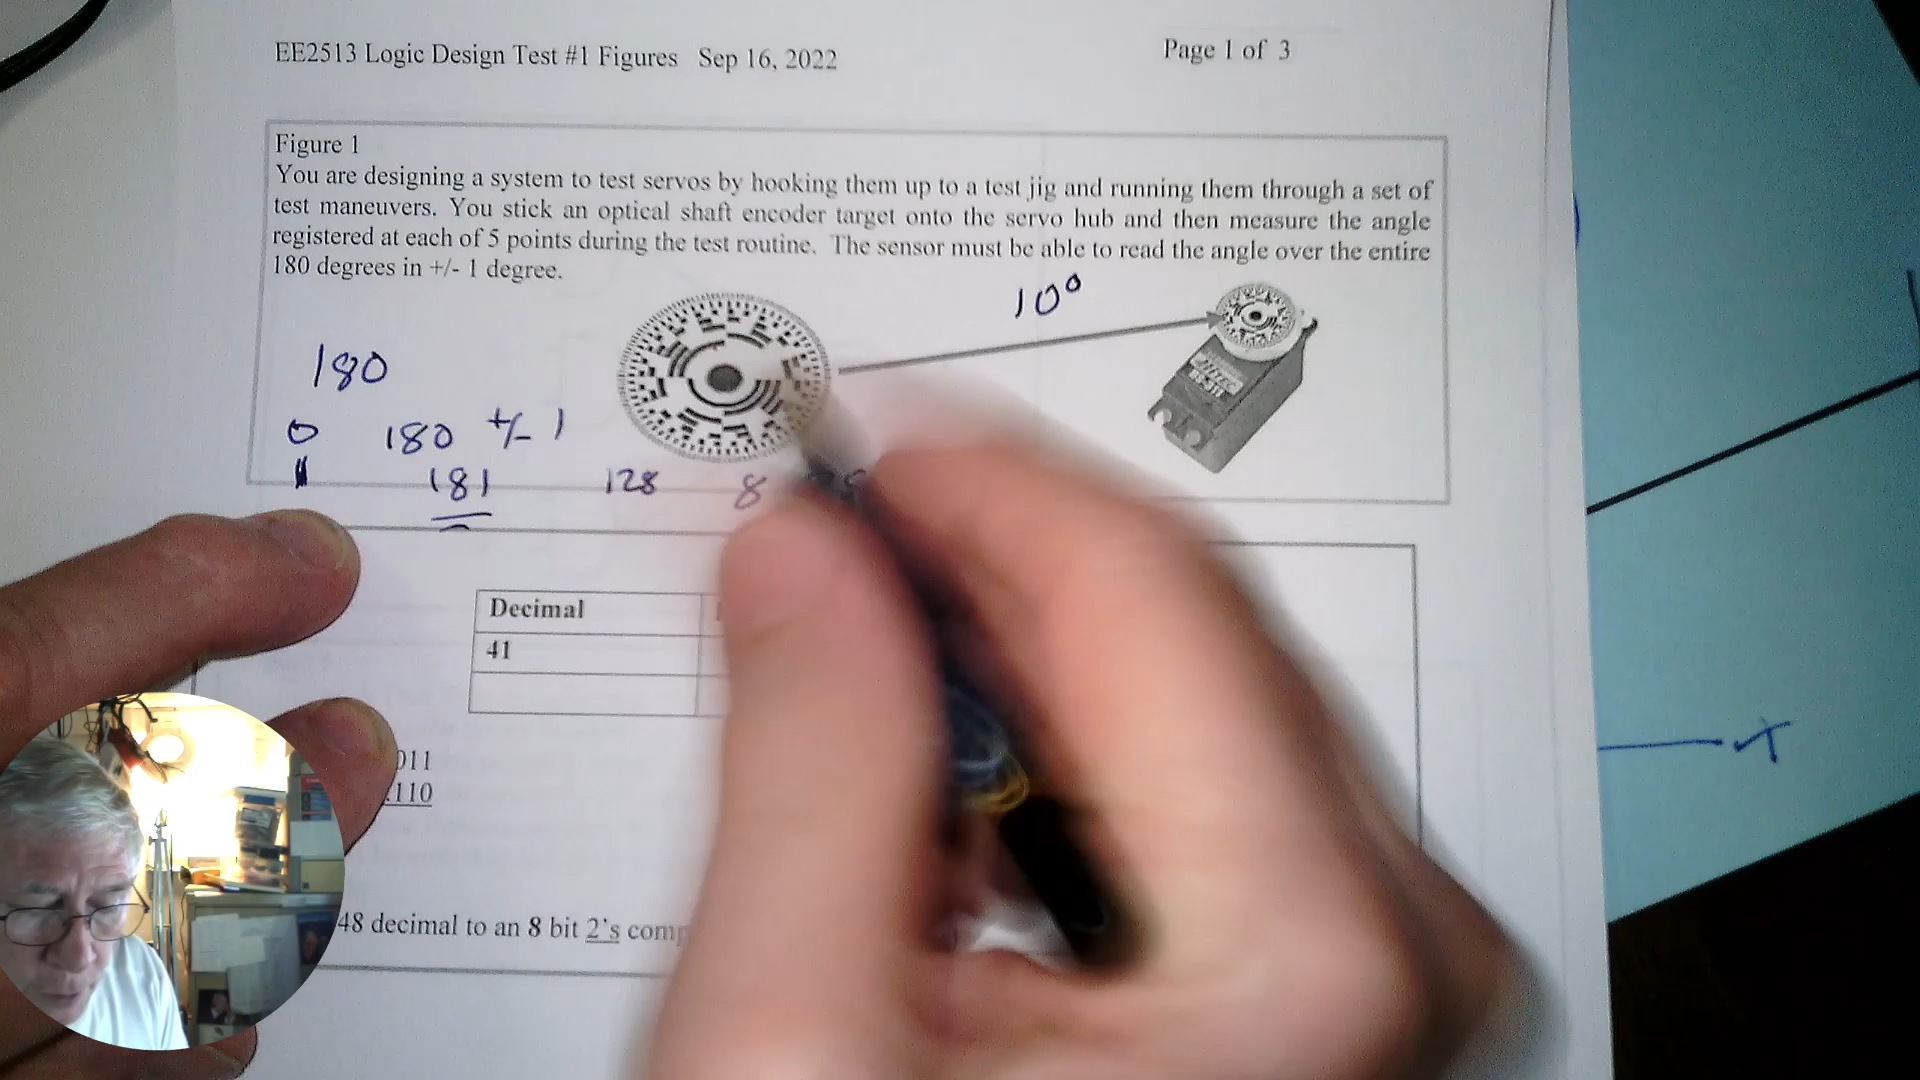 EE2513 Logic Design Test #1 Figures Sep 16, 2022 Page 1 of 3
Figure 1
You are designing a system to test servos by hooking them up to a test jig and running them through a set of
test maneuvers. You stick an optical shaft encoder target onto the servo hub and then measure the angle
registered at each of 5 points during the test routine. The sensor must be able to read the angle over the entire
180 degrees in +/- 1 degree.
10°
180
0 180 +/- 1
181 128 8
Decimal
41
011
110
48 decimal to an 8 bit 2's